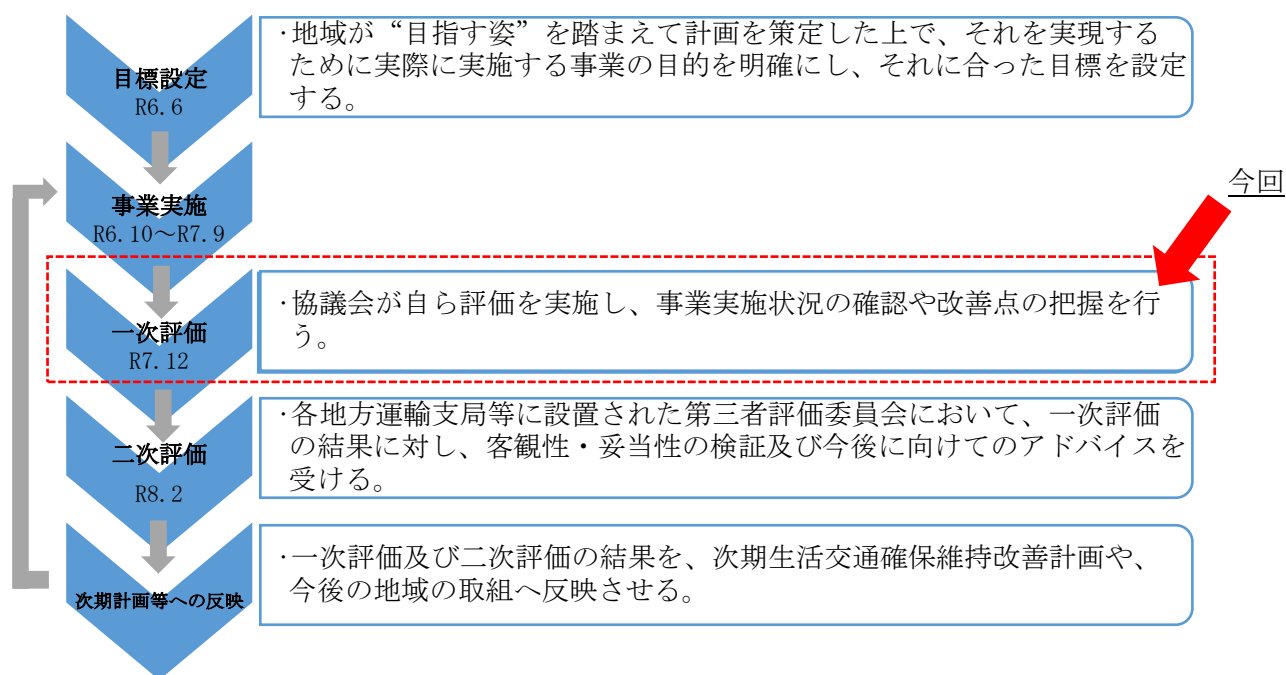 目標設定
R6.6
·地域が“目指す姿”を踏まえて計画を策定した上で、それを実現する
ために実際に実施する事業の目的を明確にし、それに合った目標を設定
する。
今回
事業実施
R6.10～R7.9
一次評価
R7.12
·協議会が自ら評価を実施し、事業実施状況の確認や改善点の把握を行
う。
二次評価
R8.2
·各地方運輸支局等に設置された第三者評価委員会において、一次評価
の結果に対し、客観性・妥当性の検証及び今後に向けてのアドバイスを
受ける。
次期計画等への反映
·一次評価及び二次評価の結果を、次期生活交通確保維持改善計画や、
今後の地域の取組へ反映させる。